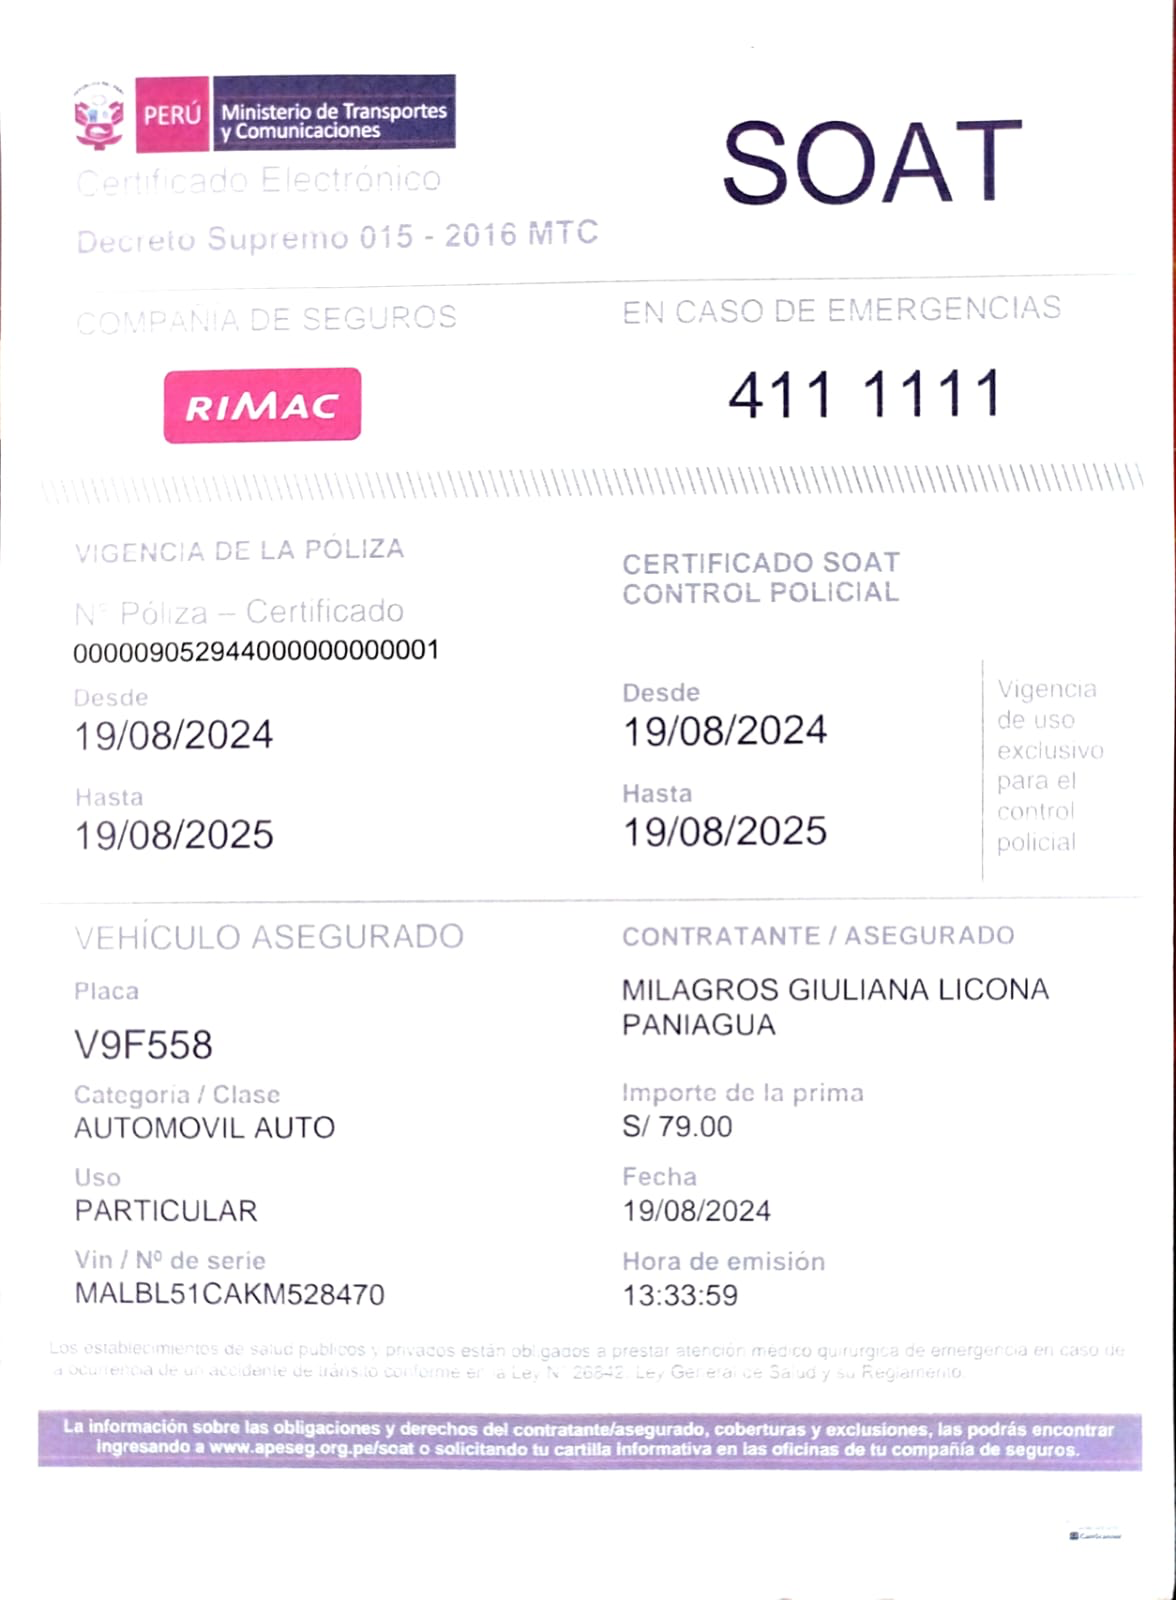 PERÚ
Ministerio de Transportes
y Comunicaciones
Certificado Electrónico
Decreto Supremo 015 - 2016 MTC
SOAT
COMPAÑÍA DE SEGUROS
RIMAC
EN CASO DE EMERGENCIAS
411 1111
VIGENCIA DE LA PÓLIZA
N° Póliza – Certificado
000009052944000000000001
Desde
19/08/2024
Hasta
19/08/2025
CERTIFICADO SOAT
CONTROL POLICIAL
Desde
19/08/2024
Hasta
19/08/2025
Vigencia
de uso
exclusivo
para el
control
policial
VEHÍCULO ASEGURADO
Placa
V9F558
Categoria / Clase
AUTOMOVIL AUTO
Uso
PARTICULAR
Vin / Nº de serie
MALBL51CAKM528470
CONTRATANTE / ASEGURADO
MILAGROS GIULIANA LICONA
PANIAGUA
Importe de la prima
S/ 79.00
Fecha
19/08/2024
Hora de emisión
13:33:59
Los establecimientos de salud publicos y privados están obligados a prestar atención médico quirurgica de emergencia en caso de
la ocurrencia de un accidente de tránsito conforme en la Ley N° 26842. Ley General de Salud y su Reglamento.
La información sobre las obligaciones y derechos del contratante/asegurado, coberturas y exclusiones, las podrás encontrar
ingresando a www.apeseg.org.pe/soat o solicitando tu cartilla informativa en las oficinas de tu compañía de seguros.
CamScanner